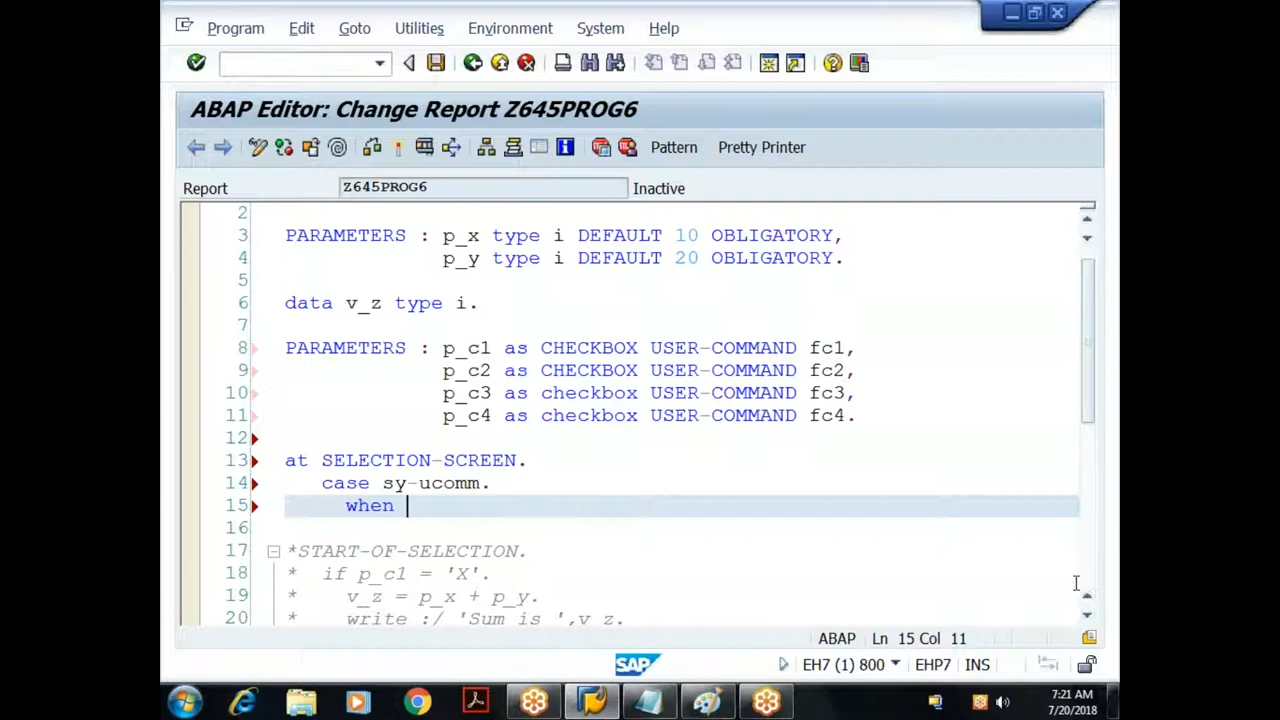 Program Edit Goto Utilities Environment System Help
ABAP Editor: Change Report Z645PROG6
Pattern Pretty Printer
Report Z645PROG6 Inactive
2
3 PARAMETERS : p_x type i DEFAULT 10 OBLIGATORY,
4 p_y type i DEFAULT 20 OBLIGATORY.
5
6 data v_z type i.
7
8 PARAMETERS : p_c1 as CHECKBOX USER-COMMAND fc1,
9 p_c2 as CHECKBOX USER-COMMAND fc2,
10 p_c3 as checkbox USER-COMMAND fc3,
11 p_c4 as checkbox USER-COMMAND fc4.
12
13 at SELECTION-SCREEN.
14 case sy-ucomm.
15 when
16
17 *START-OF-SELECTION.
18 * if p_c1 = 'X'.
19 * v_z = p_x + p_y.
20 * write :/ 'Sum is ',v_z.
ABAP Ln 15 Col 11
SAP EH7 (1) 800 EHP7 INS
7:21 AM
7/20/2018